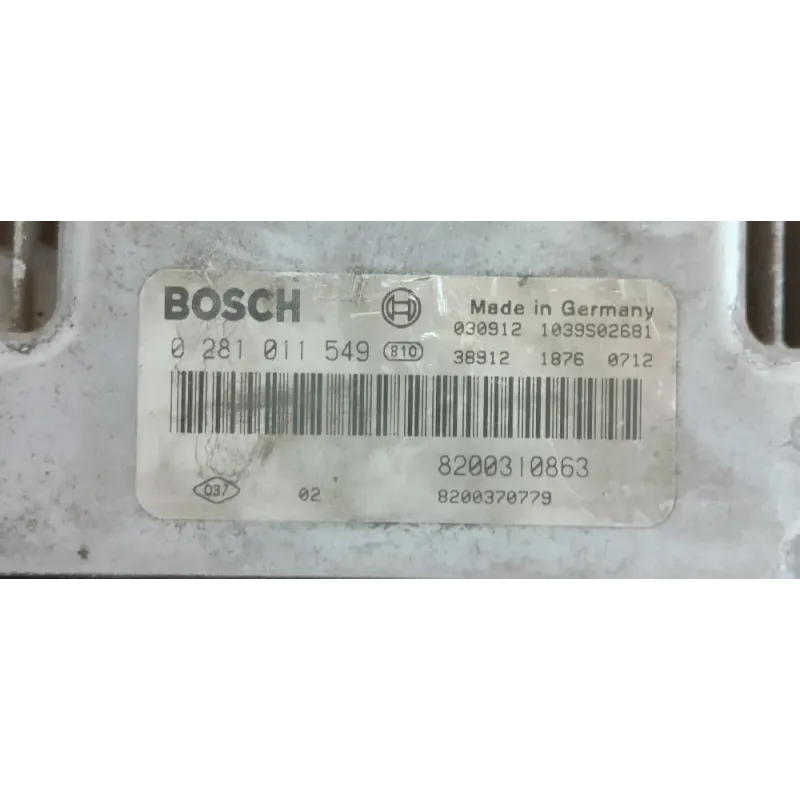 BOSCH
Made in Germany
030912 1039S02681
0 281 011 549 810
38912 1876 0712
8200310863
037 02 8200370779